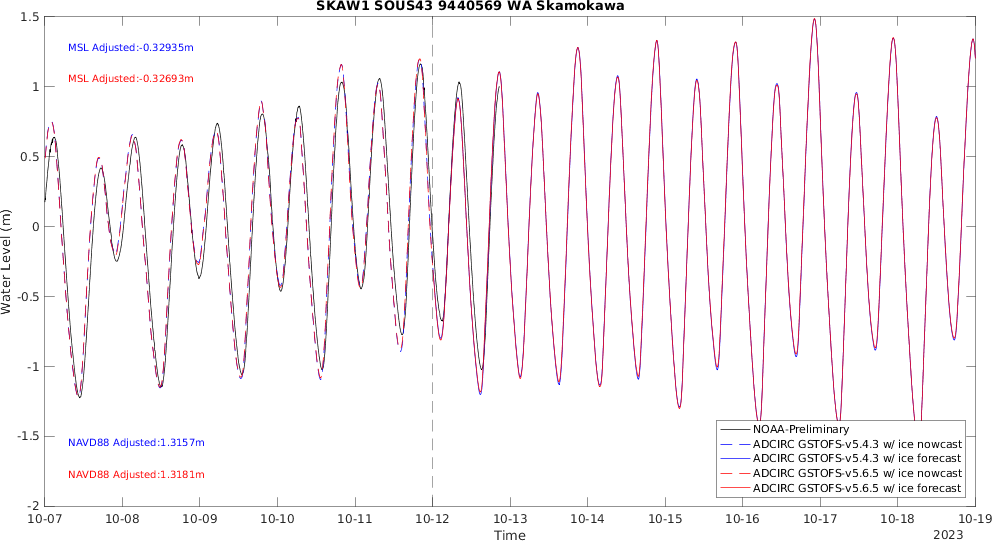 SKAW1 SOUS43 9440569 WA Skamokawa
MSL Adjusted:-0.32935m
MSL Adjusted:-0.32693m
NAVD88 Adjusted:1.3157m
NAVD88 Adjusted:1.3181m
Water Level (m)
1.5
1
0.5
0
-0.5
-1
-1.5
-2
NOAA-Preliminary
ADCIRC GSTOFS-v5.4.3 w/ ice nowcast
ADCIRC GSTOFS-v5.4.3 w/ ice forecast
ADCIRC GSTOFS-v5.6.5 w/ ice nowcast
ADCIRC GSTOFS-v5.6.5 w/ ice forecast
10-07 10-08 10-09 10-10 10-11 10-12 10-13 10-14 10-15 10-16 10-17 10-18 10-19
Time
2023